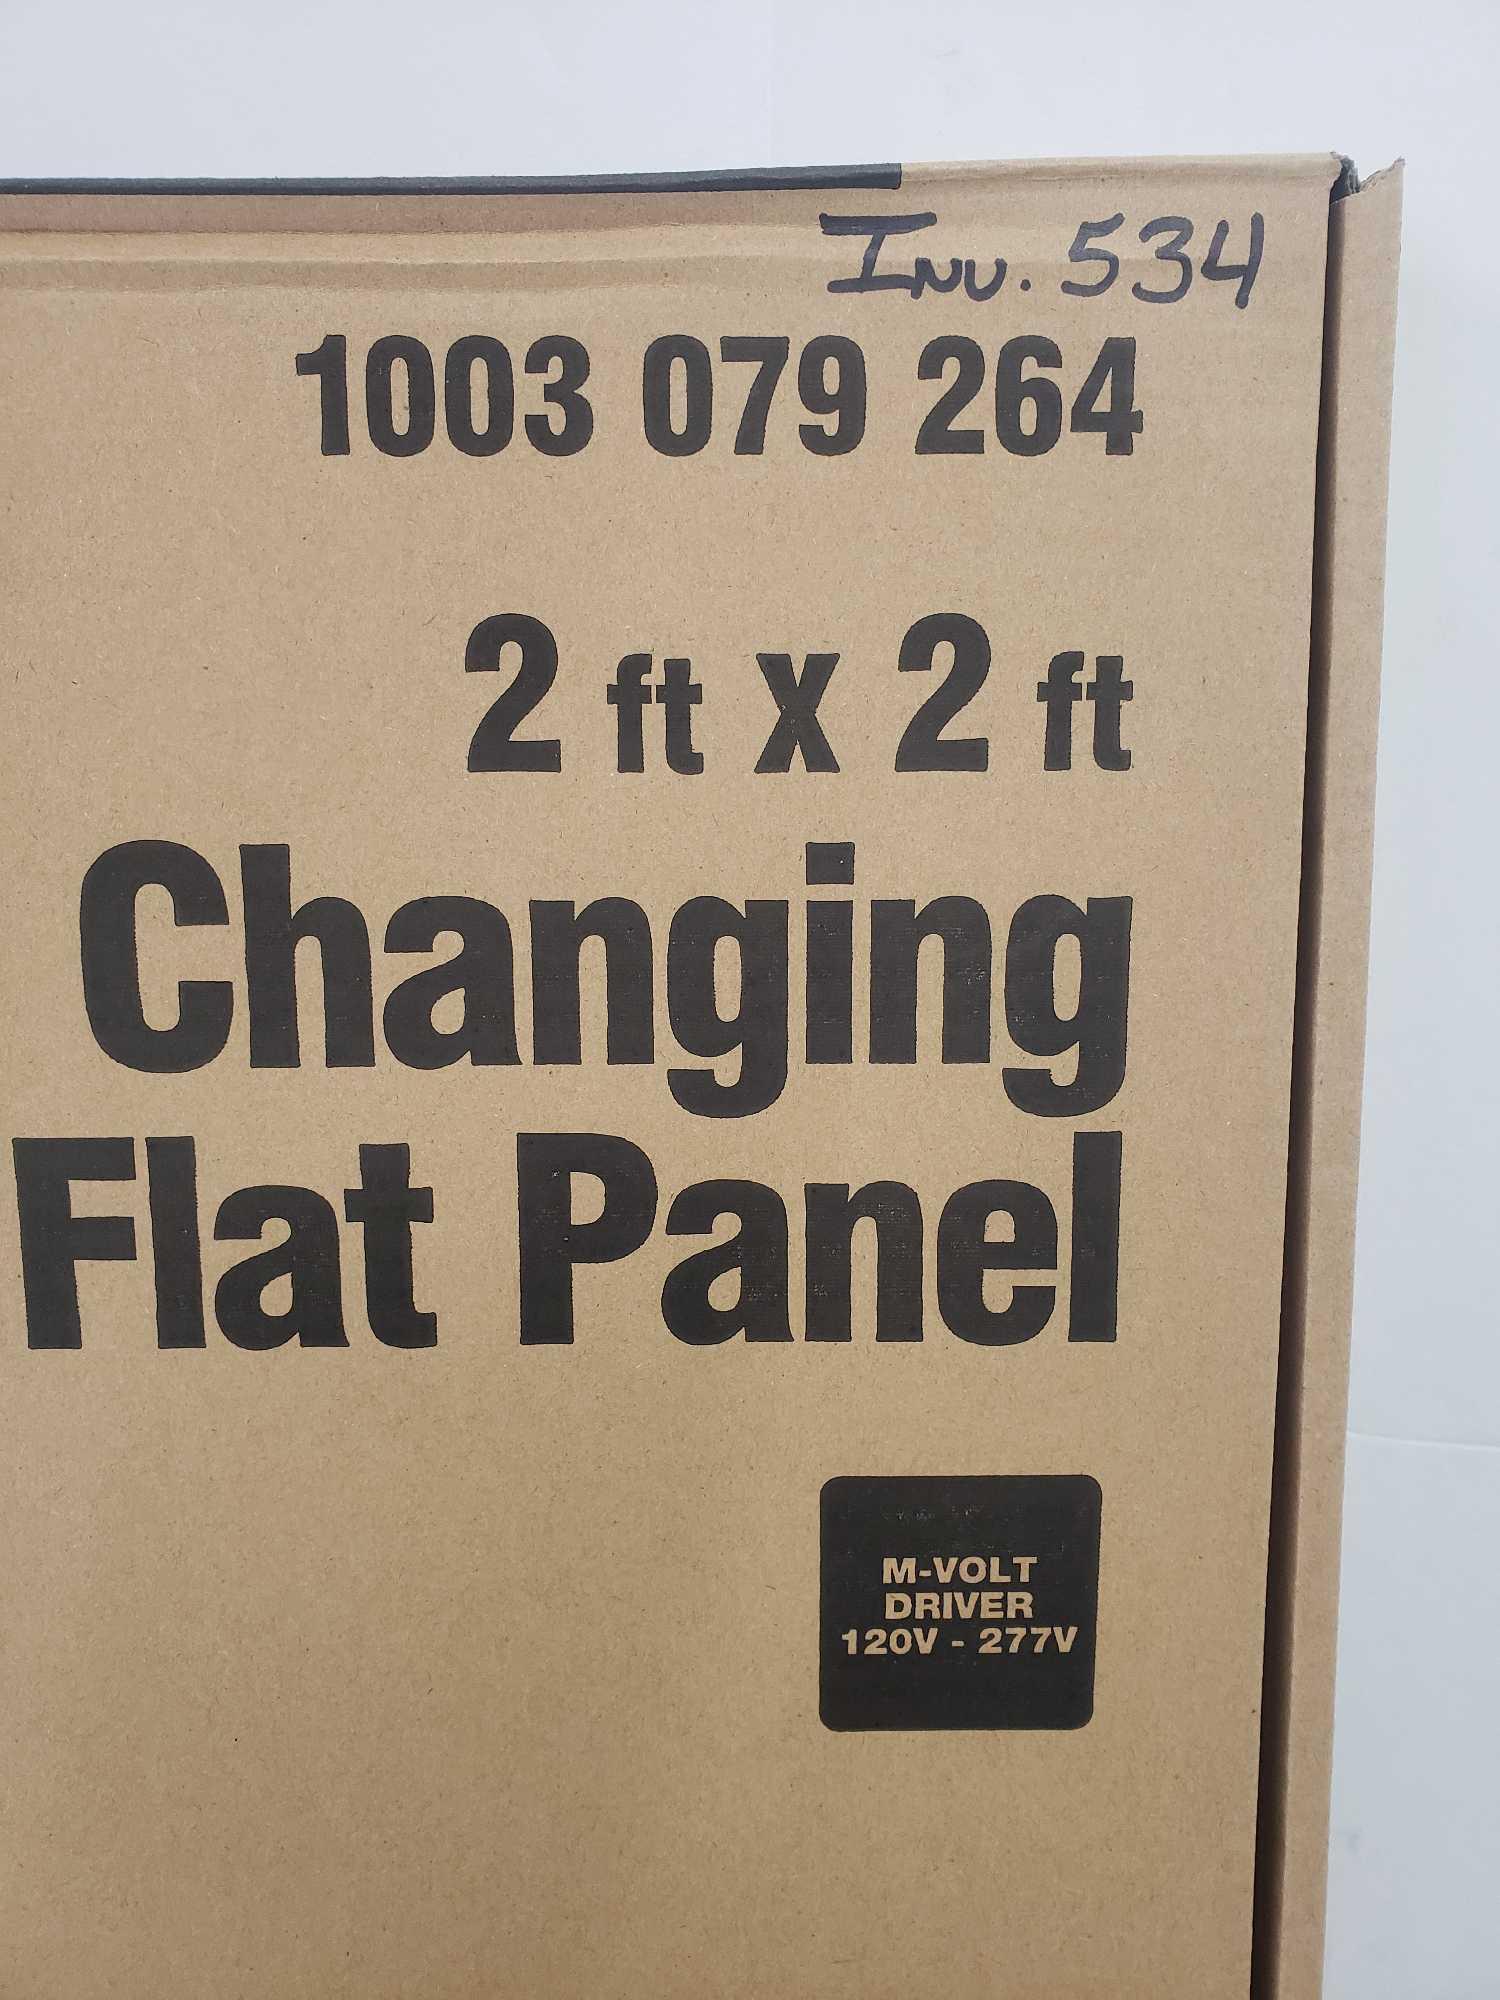 Inv. 534
1003 079 264
2 ft x 2 ft
Changing
Flat Panel
M-VOLT
DRIVER
120V - 277V